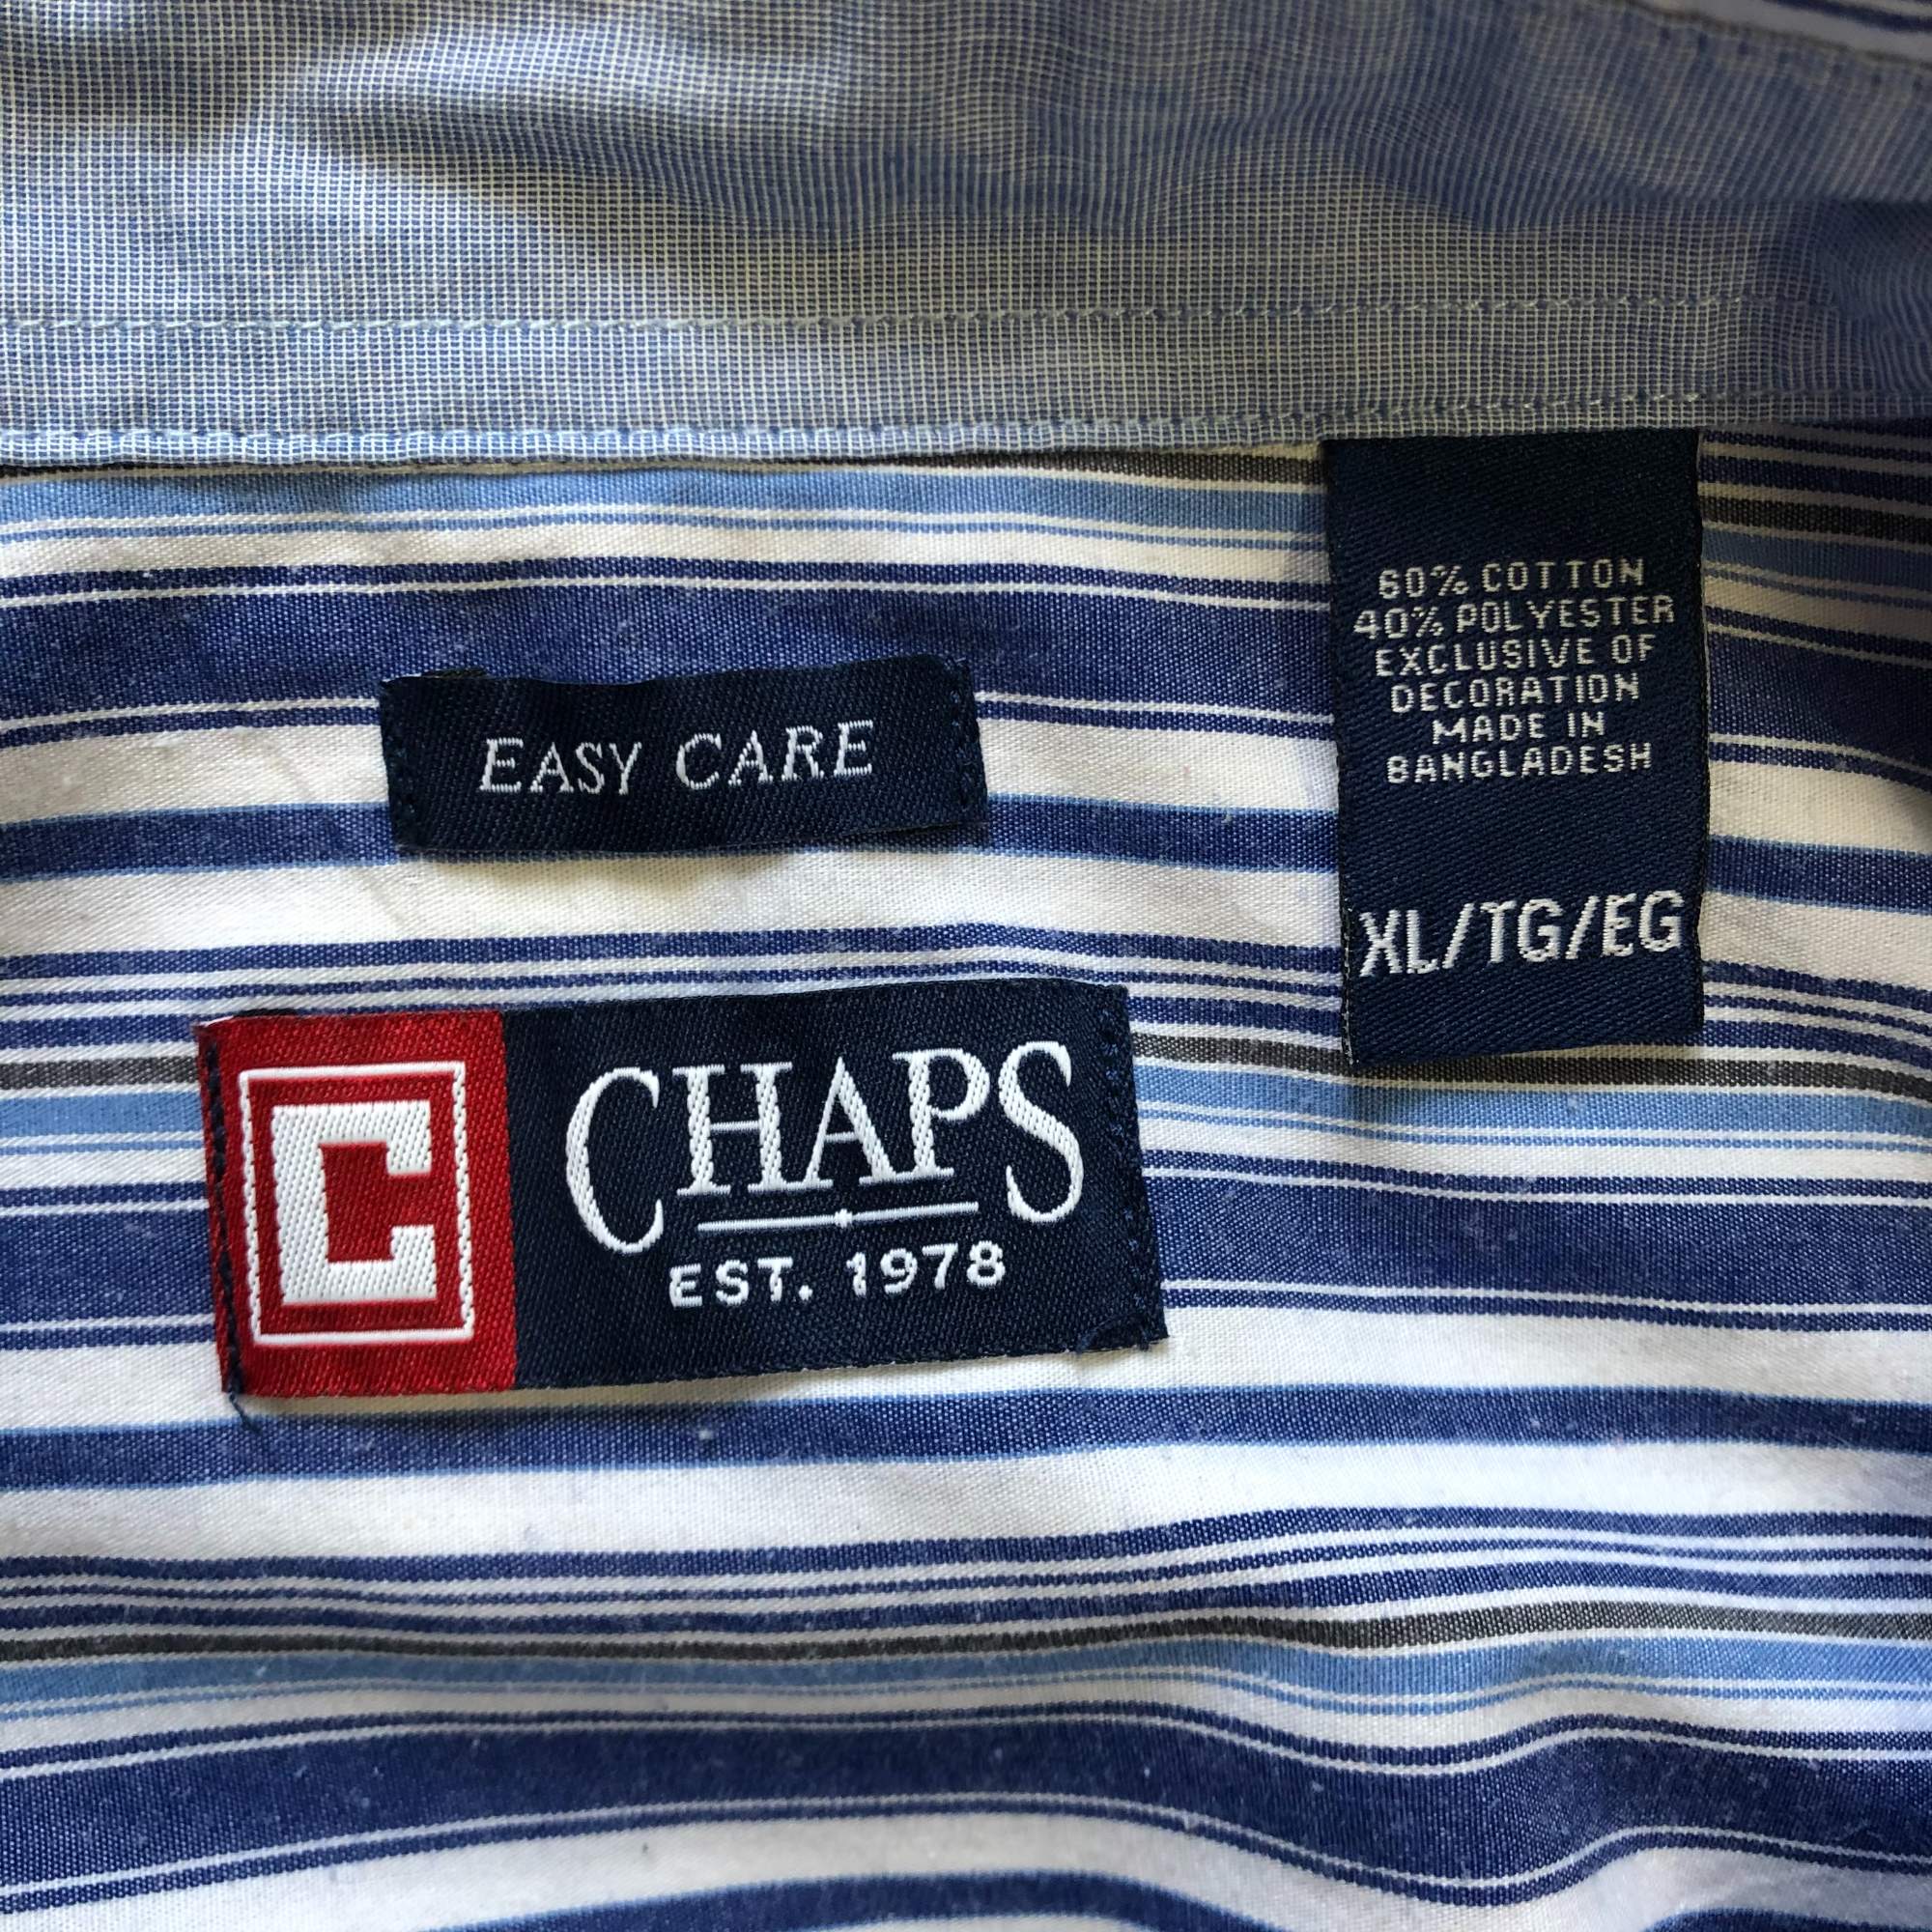 60% COTTON
40% POLYESTER
EXCLUSIVE OF
DECORATION
MADE IN
BANGLADESH
XL/TG/EG
EASY CARE
C
CHAPS
EST. 1978